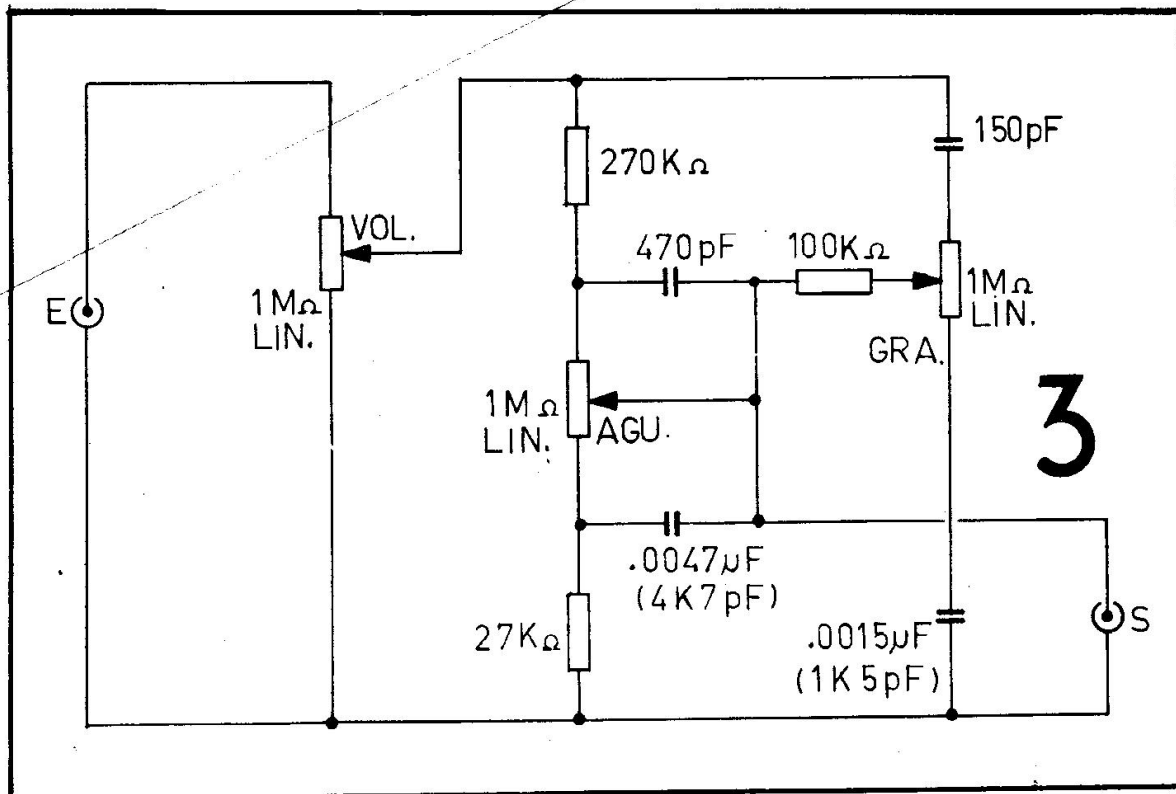 150pF
270KΩ
VOL.
470pF
100KΩ
E
1MΩ
LIN.
1MΩ
LIN.
GRA.
3
1MΩ
LIN.
AGU.
.0047μF
(4K7pF)
27KΩ
.0015μF
(1K5pF)
S